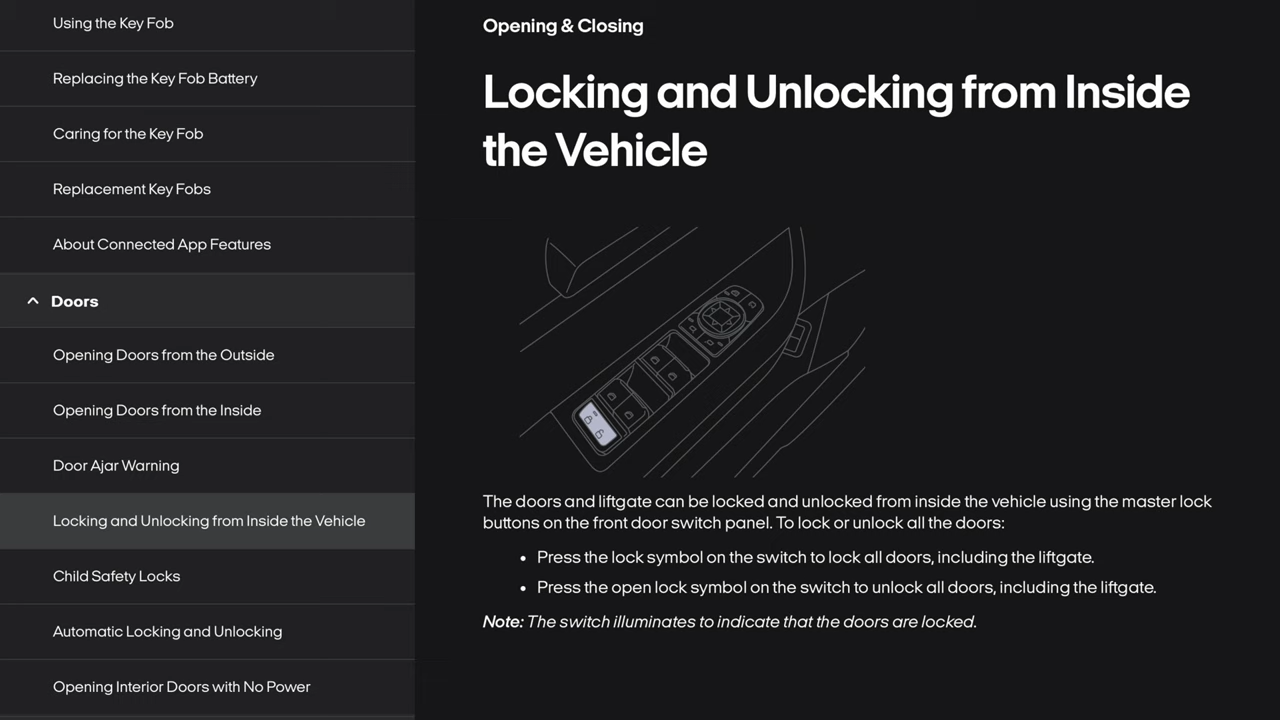 Using the Key Fob
Replacing the Key Fob Battery
Caring for the Key Fob
Replacement Key Fobs
About Connected App Features
Doors
Opening Doors from the Outside
Opening Doors from the Inside
Door Ajar Warning
Locking and Unlocking from Inside the Vehicle
Child Safety Locks
Automatic Locking and Unlocking
Opening Interior Doors with No Power
Opening & Closing
Locking and Unlocking from Inside
the Vehicle
The doors and liftgate can be locked and unlocked from inside the vehicle using the master lock
buttons on the front door switch panel. To lock or unlock all the doors:
• Press the lock symbol on the switch to lock all doors, including the liftgate.
• Press the open lock symbol on the switch to unlock all doors, including the liftgate.
Note: The switch illuminates to indicate that the doors are locked.